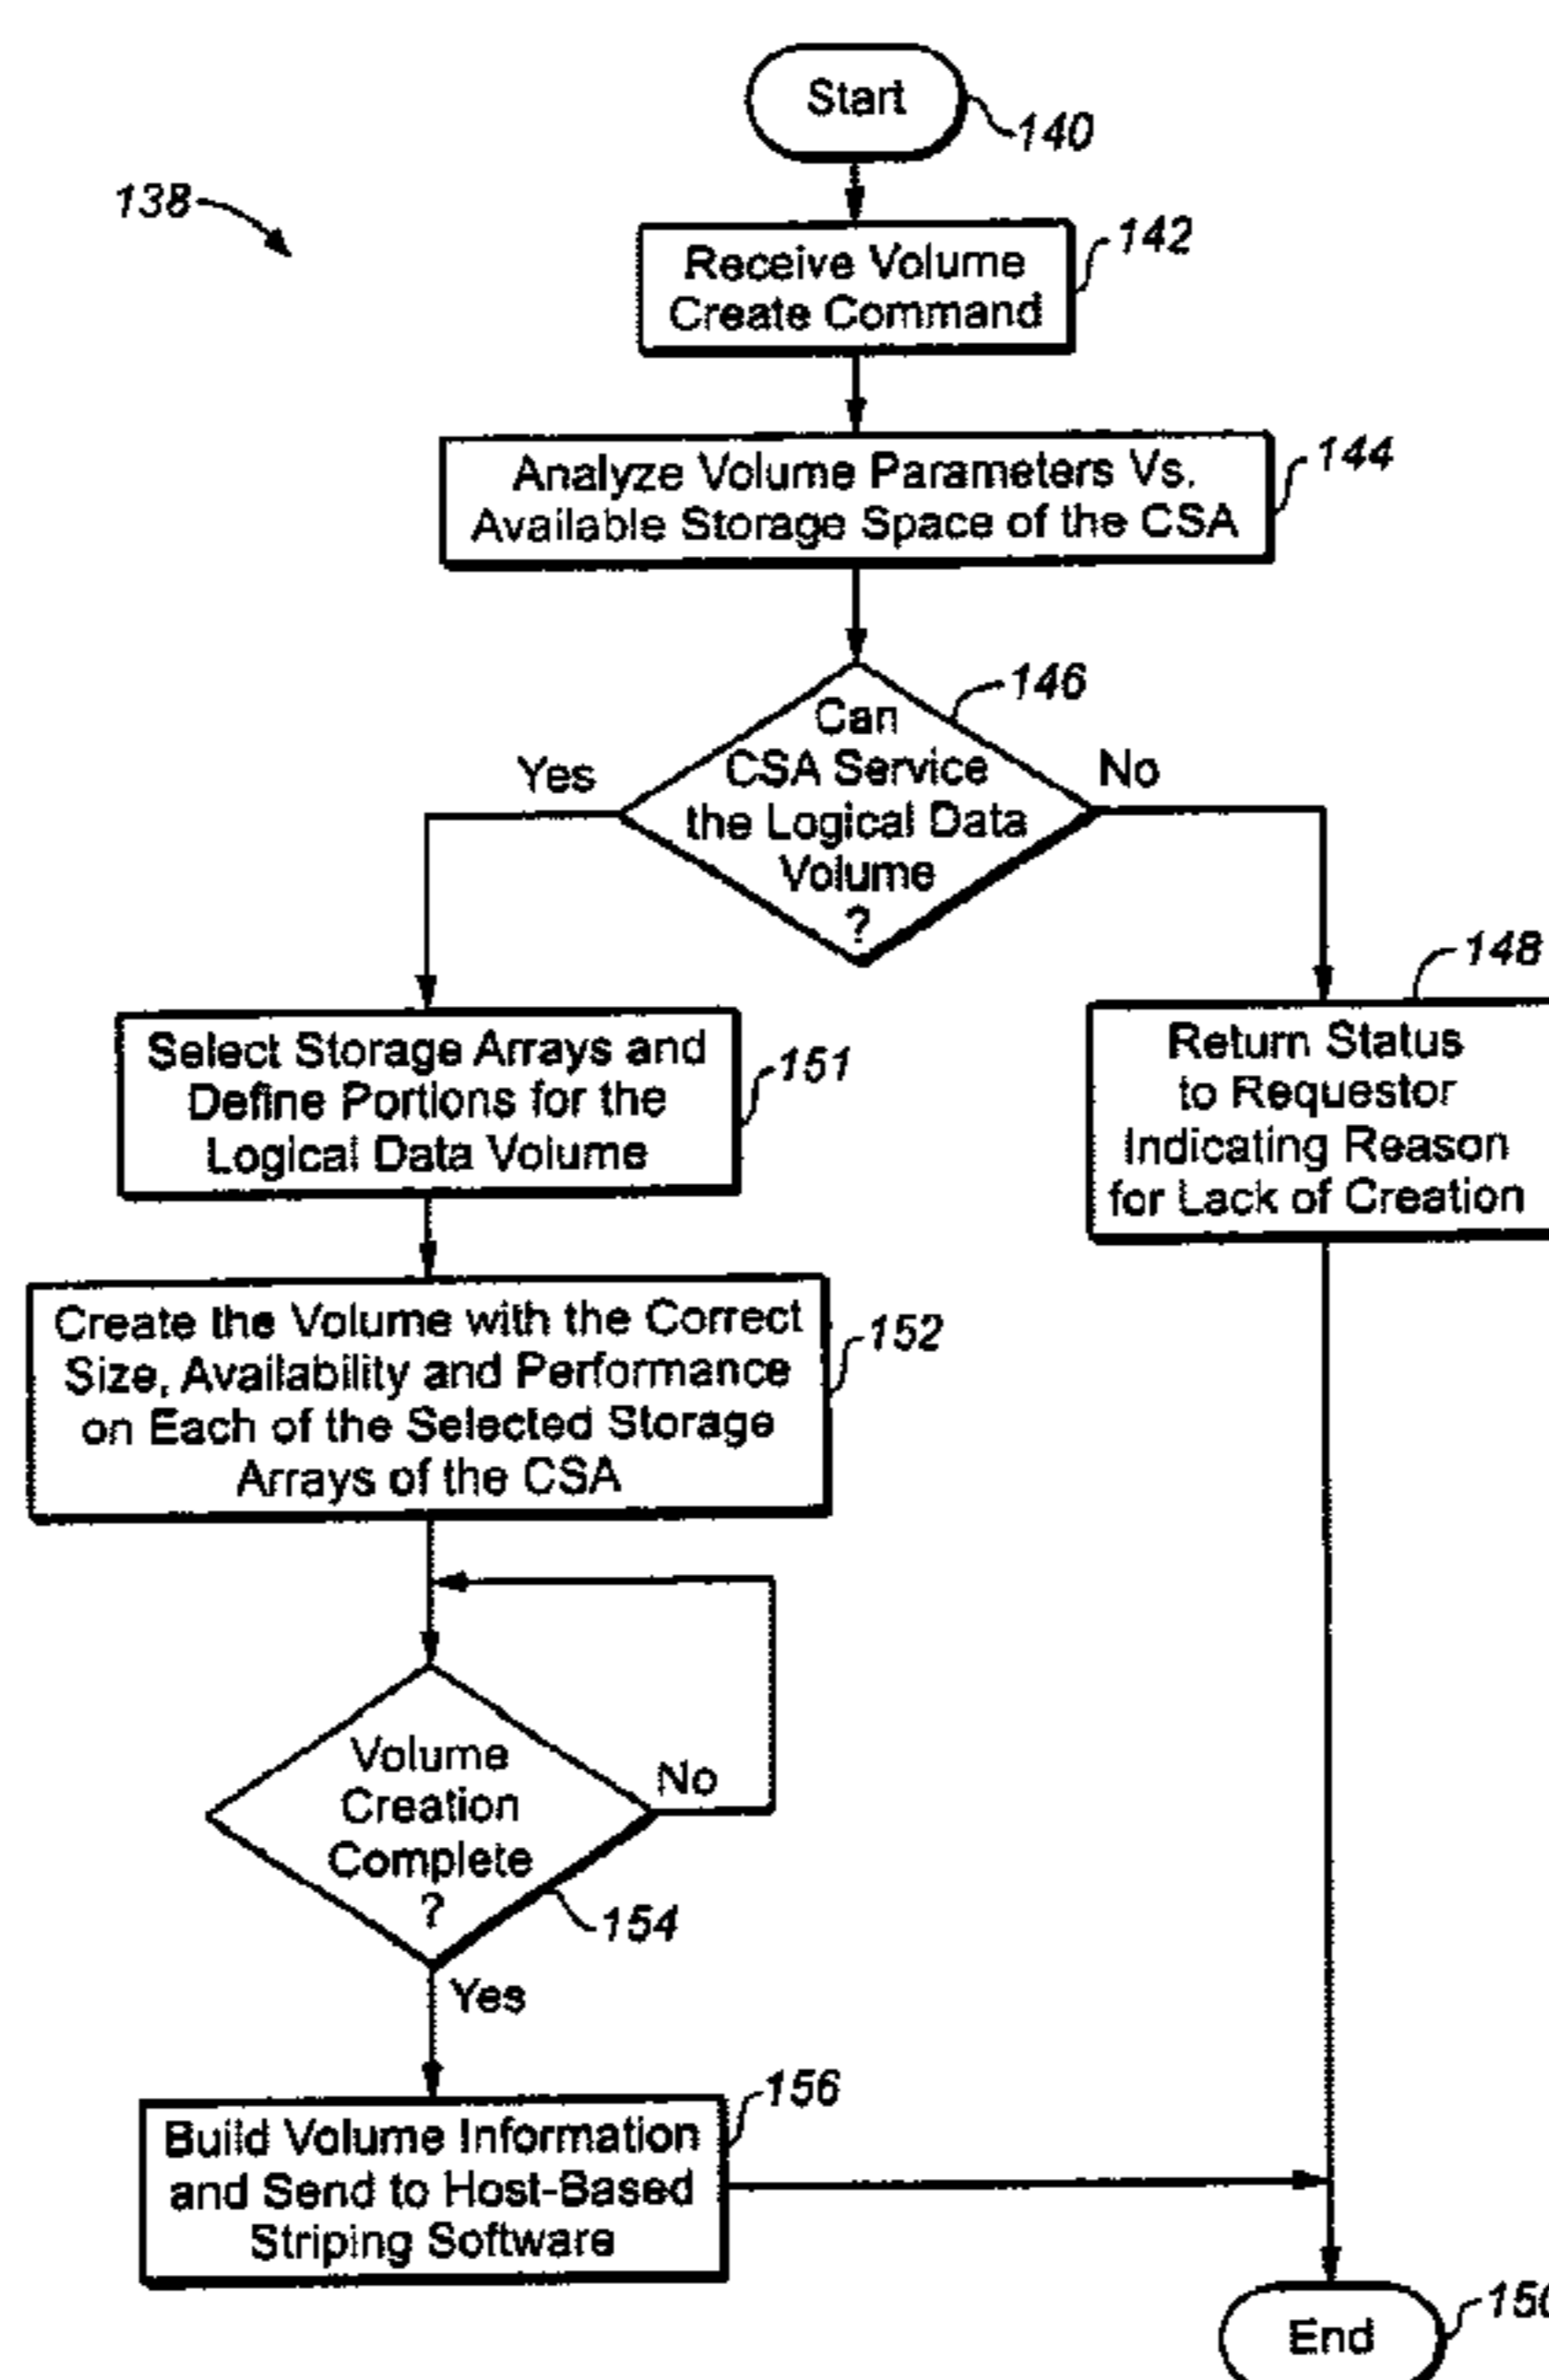 Start
140
138
Receive Volume
Create Command
142
Analyze Volume Parameters Vs.
Available Storage Space of the CSA
144
146
Can
CSA Service
the Logical Data
Volume
?
Yes
No
148
Select Storage Arrays and
Define Portions for the
Logical Data Volume
151
Return Status
to Requestor
Indicating Reason
for Lack of Creation
Create the Volume with the Correct
Size, Availability and Performance
on Each of the Selected Storage
Arrays of the CSA
152
Volume
Creation
Complete
?
No
154
Yes
156
Build Volume Information
and Send to Host-Based
Striping Software
End